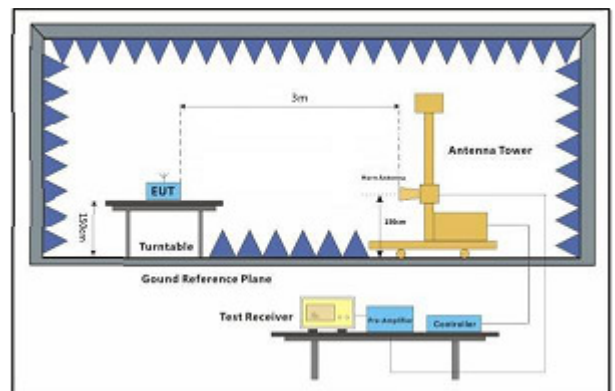 3m
Antenna Tower
Horn Antenna
EUT
150cm
150cm
Turntable
Gound Reference Plane
Test Receiver
Pre-Amplifier
Controller